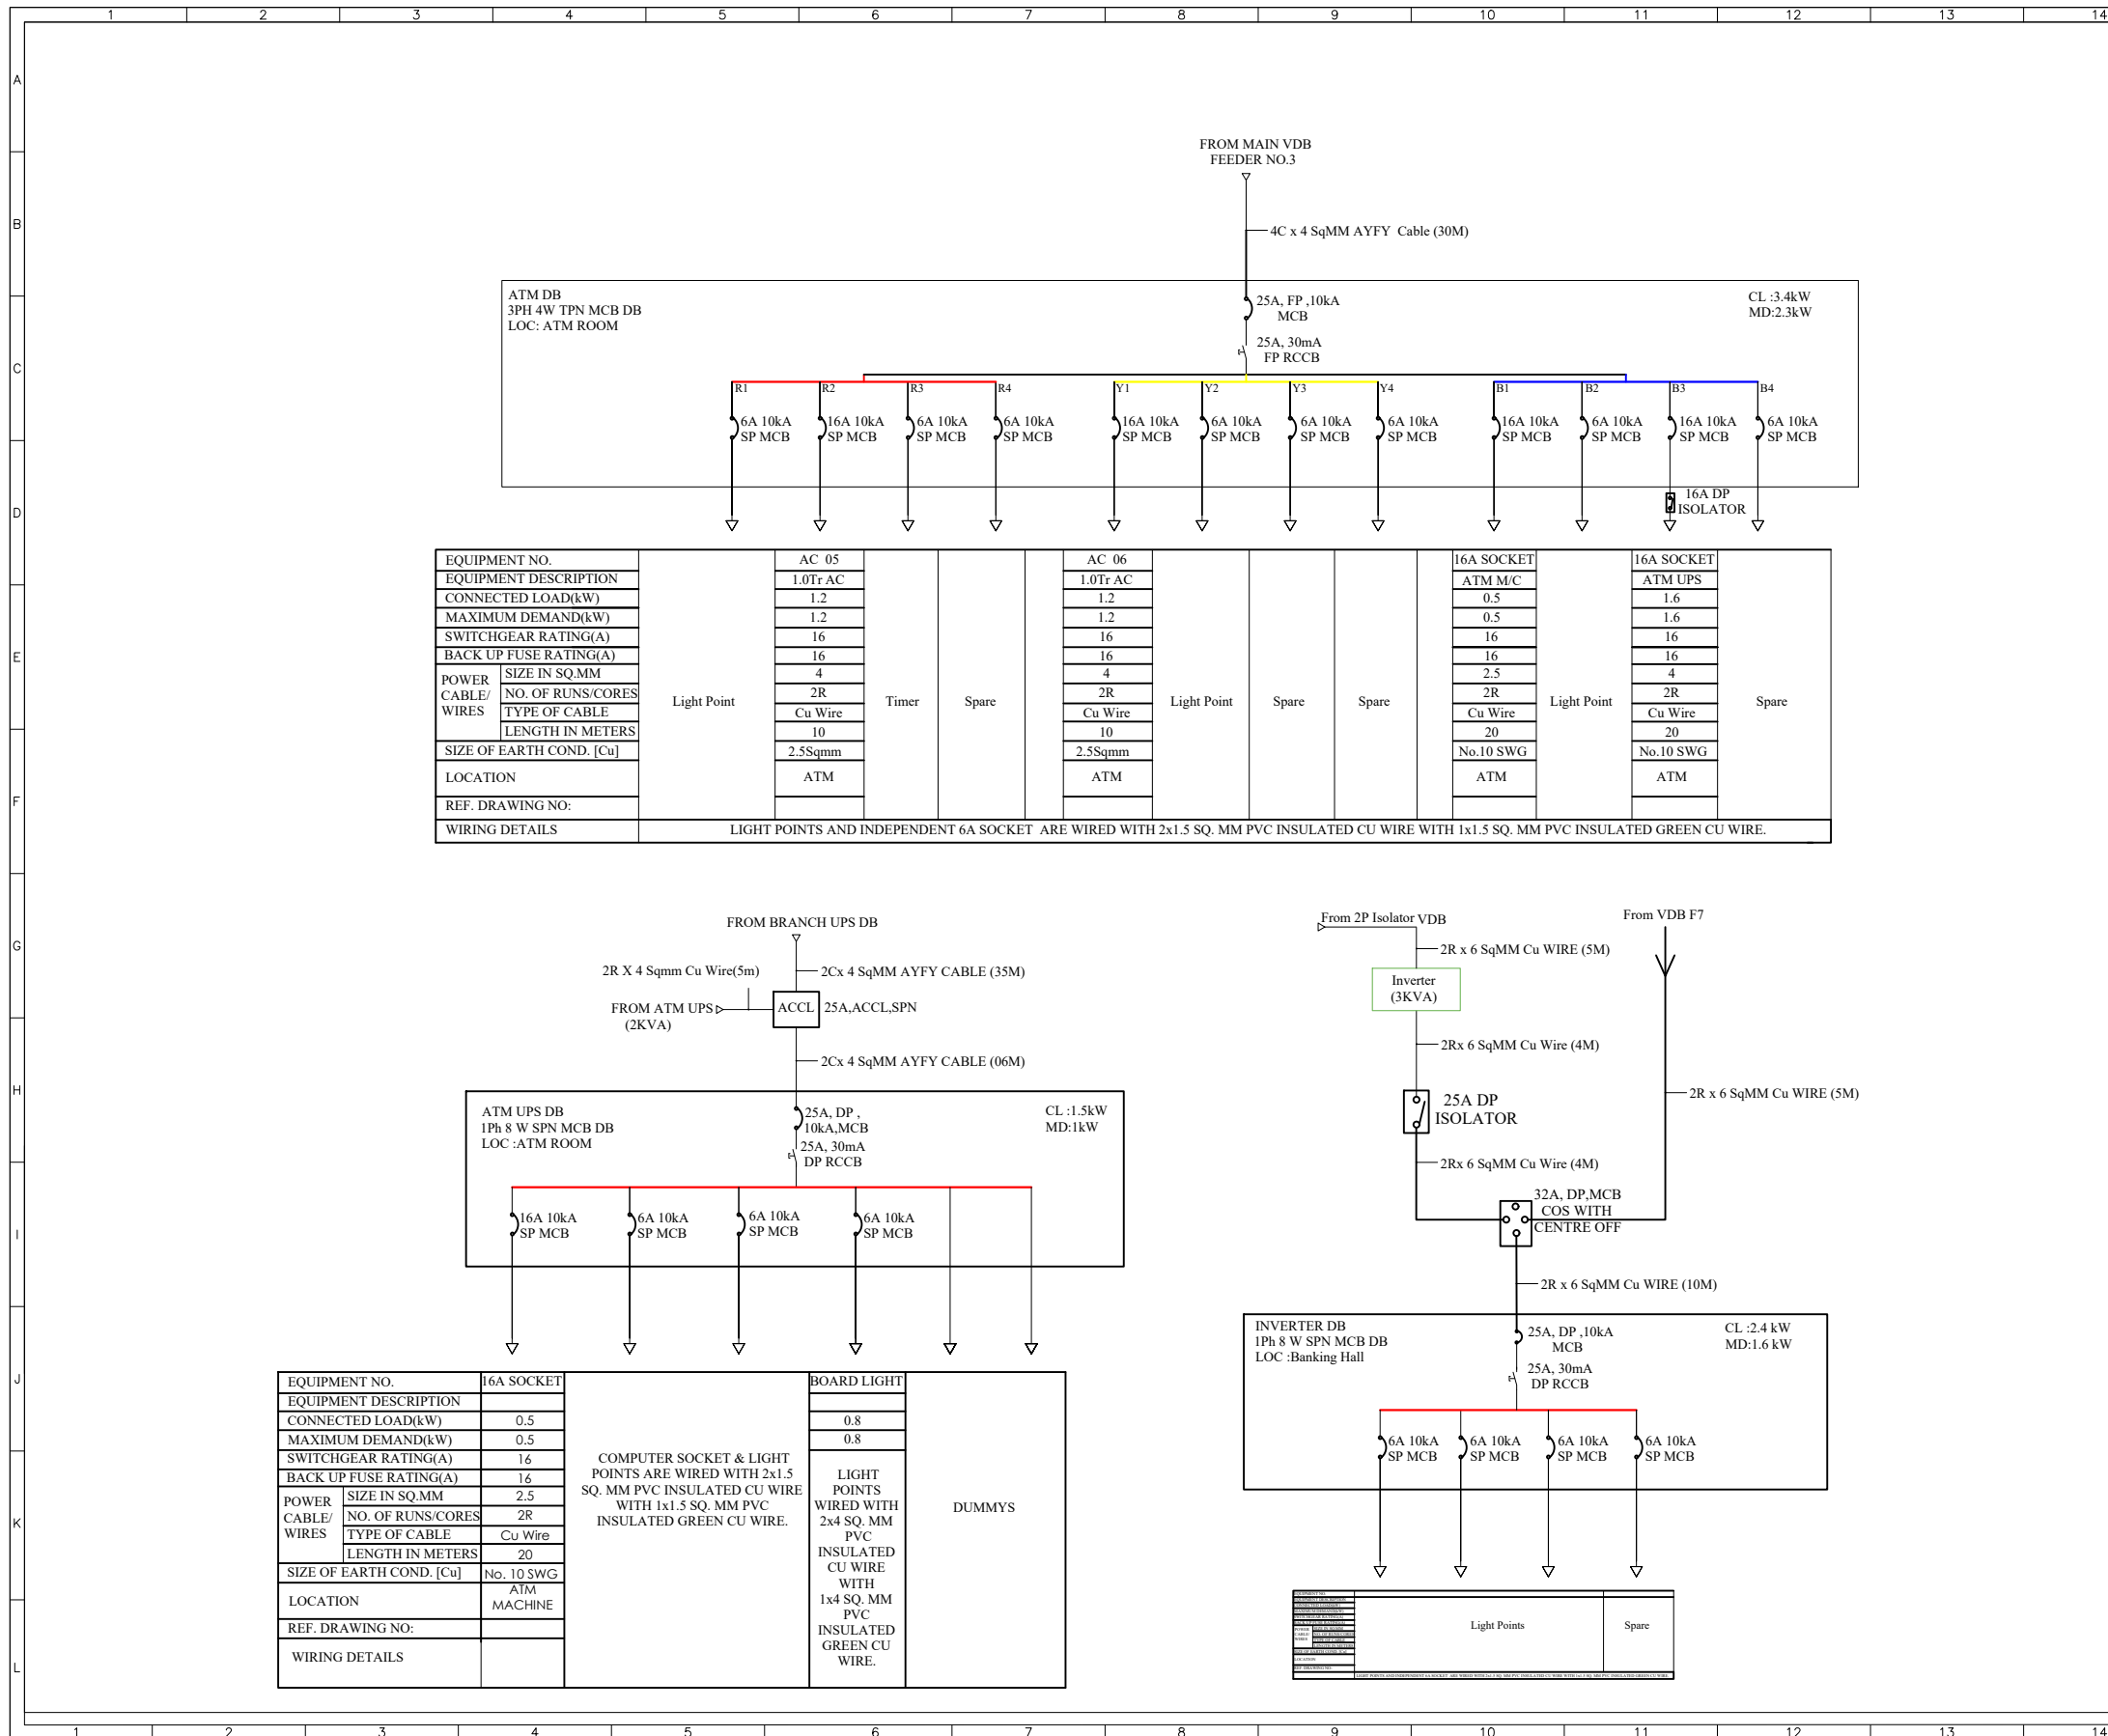 1 2 3 4 5 6 7 8 9 10 11 12 13 14
A
B
C
D
E
F
G
H
I
J
K
L
FROM MAIN VDB
FEEDER NO.3
4C x 4 SqMM AYFY Cable (30M)
ATM DB
3PH 4W TPN MCB DB
LOC: ATM ROOM
25A, FP ,10kA
MCB
25A, 30mA
FP RCCB
CL :3.4kW
MD:2.3kW
R1 R2 R3 R4 Y1 Y2 Y3 Y4 B1 B2 B3 B4
6A 10kA 16A 10kA 6A 10kA 6A 10kA 16A 10kA 6A 10kA 6A 10kA 6A 10kA 16A 10kA 6A 10kA 16A 10kA 6A 10kA
SP MCB SP MCB SP MCB SP MCB SP MCB SP MCB SP MCB SP MCB SP MCB SP MCB SP MCB SP MCB
16A DP
ISOLATOR
EQUIPMENT NO. AC 05 AC 06 16A SOCKET 16A SOCKET
EQUIPMENT DESCRIPTION 1.0Tr AC 1.0Tr AC ATM M/C ATM UPS
CONNECTED LOAD(kW) 1.2 1.2 0.5 1.6
MAXIMUM DEMAND(kW) 1.2 1.2 0.5 1.6
SWITCHGEAR RATING(A) 16 16 16 16
BACK UP FUSE RATING(A) 16 16 16 16
POWER
CABLE/
WIRES
SIZE IN SQ.MM 4 4 2.5 4
NO. OF RUNS/CORES 2R 2R 2R 2R
Light Point Timer Spare Light Point Spare Spare Light Point Spare
TYPE OF CABLE Cu Wire Cu Wire Cu Wire Cu Wire
LENGTH IN METERS 10 10 20 20
SIZE OF EARTH COND. [Cu] 2.5Sqmm 2.5Sqmm No.10 SWG No.10 SWG
LOCATION ATM ATM ATM ATM
REF. DRAWING NO:
WIRING DETAILS LIGHT POINTS AND INDEPENDENT 6A SOCKET ARE WIRED WITH 2x1.5 SQ. MM PVC INSULATED CU WIRE WITH 1x1.5 SQ. MM PVC INSULATED GREEN CU WIRE.
FROM BRANCH UPS DB
2R X 4 Sqmm Cu Wire(5m)
2Cx 4 SqMM AYFY CABLE (35M)
FROM ATM UPS
(2KVA)
ACCL
25A,ACCL,SPN
2Cx 4 SqMM AYFY CABLE (06M)
ATM UPS DB
1Ph 8 W SPN MCB DB
LOC :ATM ROOM
25A, DP ,
10kA,MCB
25A, 30mA
DP RCCB
CL :1.5kW
MD:1kW
16A 10kA 6A 10kA 6A 10kA 6A 10kA
SP MCB SP MCB SP MCB SP MCB
EQUIPMENT NO. 16A SOCKET BOARD LIGHT
EQUIPMENT DESCRIPTION
CONNECTED LOAD(kW) 0.5 0.8
MAXIMUM DEMAND(kW) 0.5 0.8
SWITCHGEAR RATING(A) 16
BACK UP FUSE RATING(A) 16
POWER
CABLE/
WIRES
SIZE IN SQ.MM 2.5
NO. OF RUNS/CORES 2R
TYPE OF CABLE Cu Wire
LENGTH IN METERS 20
SIZE OF EARTH COND. [Cu] No. 10 SWG
LOCATION ATM
MACHINE
REF. DRAWING NO:
WIRING DETAILS
COMPUTER SOCKET & LIGHT
POINTS ARE WIRED WITH 2x1.5
SQ. MM PVC INSULATED CU WIRE
WITH 1x1.5 SQ. MM PVC
INSULATED GREEN CU WIRE.
LIGHT
POINTS
WIRED WITH
2x4 SQ. MM
PVC
INSULATED
CU WIRE
WITH
1x4 SQ. MM
PVC
INSULATED
GREEN CU
WIRE.
DUMMYS
From 2P Isolator VDB
From VDB F7
2R x 6 SqMM Cu WIRE (5M)
Inverter
(3KVA)
2Rx 6 SqMM Cu Wire (4M)
25A DP
ISOLATOR
2R x 6 SqMM Cu WIRE (5M)
2Rx 6 SqMM Cu Wire (4M)
32A, DP,MCB
COS WITH
CENTRE OFF
2R x 6 SqMM Cu WIRE (10M)
INVERTER DB
1Ph 8 W SPN MCB DB
LOC :Banking Hall
25A, DP ,10kA
MCB
25A, 30mA
DP RCCB
CL :2.4 kW
MD:1.6 kW
6A 10kA 6A 10kA 6A 10kA 6A 10kA
SP MCB SP MCB SP MCB SP MCB
Light Points Spare
1 2 3 4 5 6 7 8 9 10 11 12 13 14